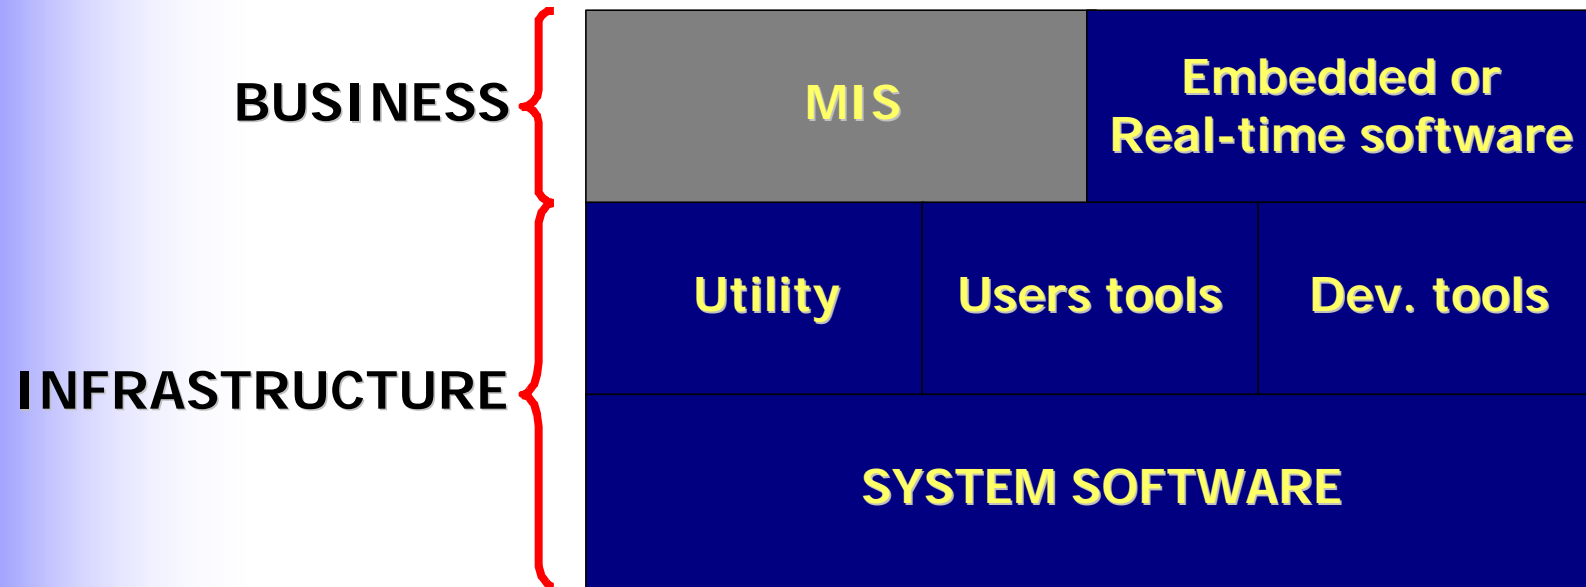 BUSINESS
MIS
Embedded or
Real-time software
Utility
Users tools
Dev. tools
INFRASTRUCTURE
SYSTEM SOFTWARE